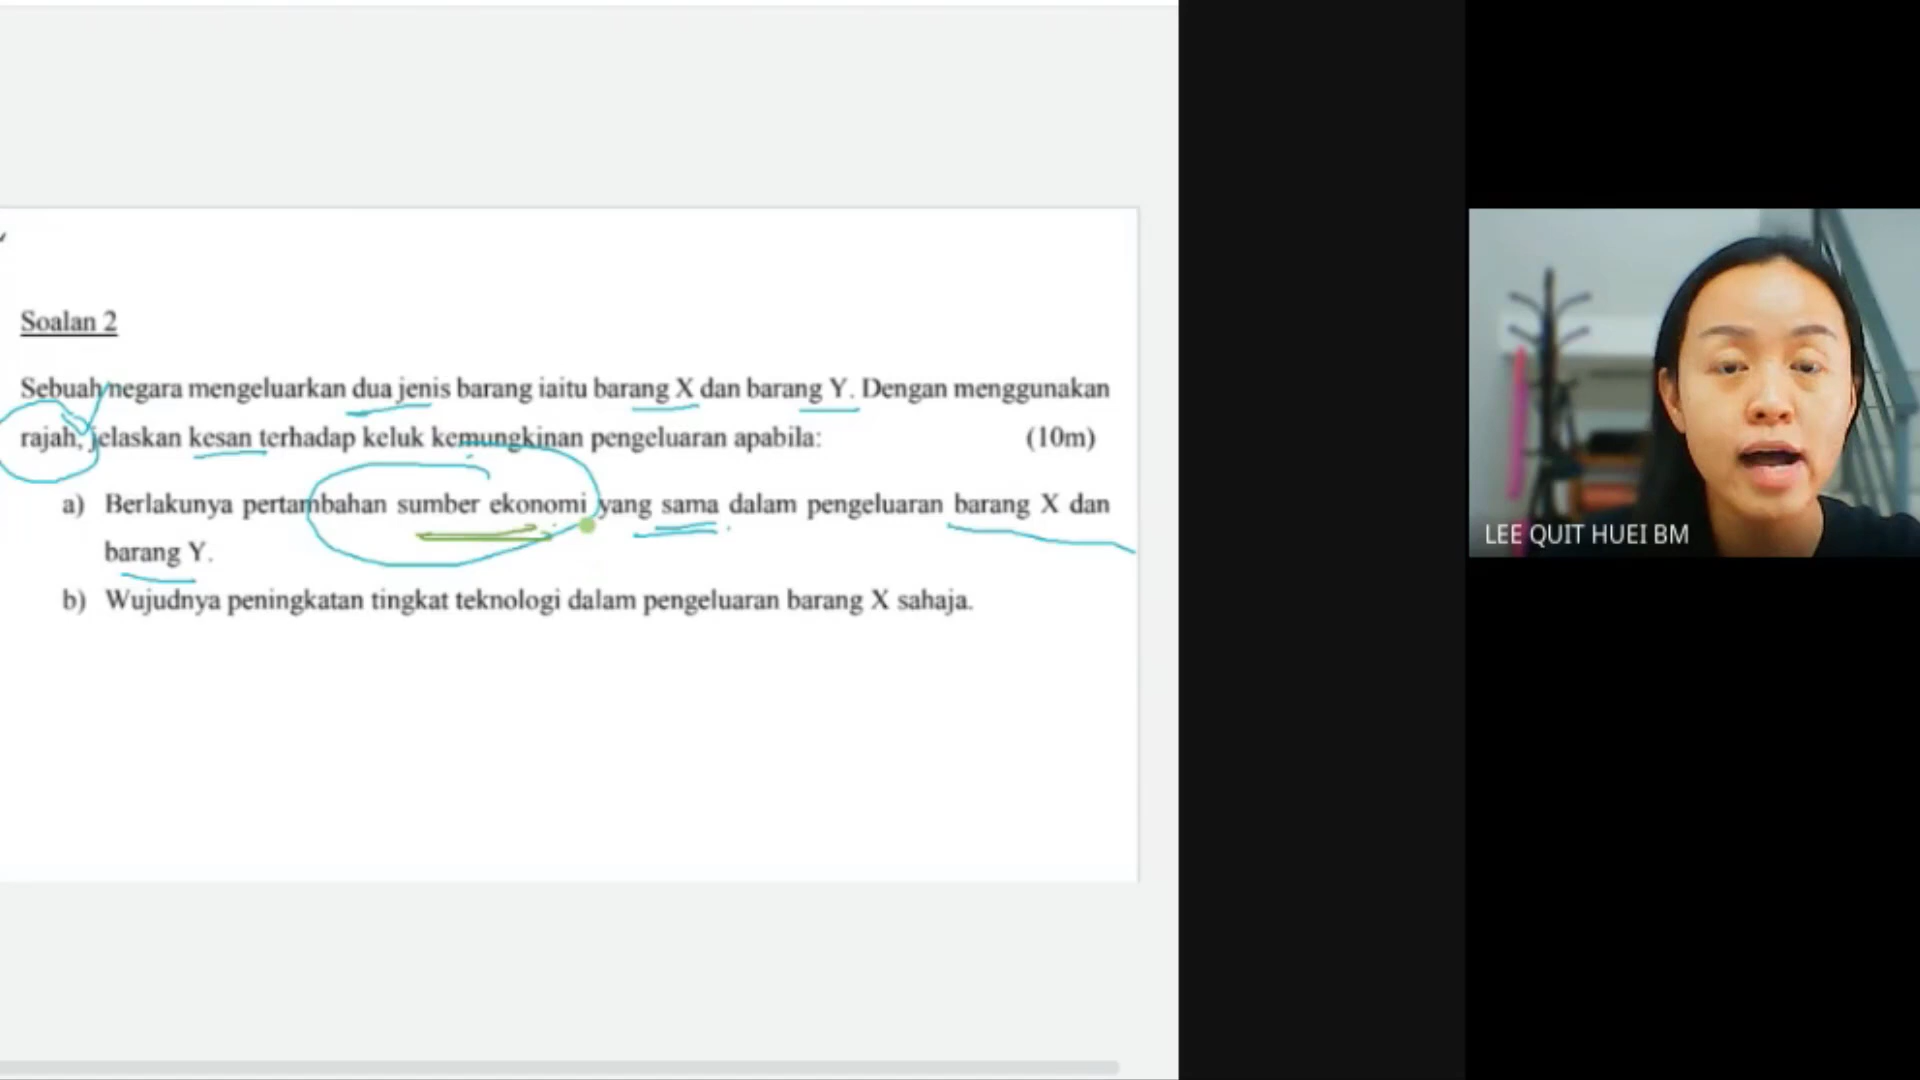 Soalan 2
Sebuah negara mengeluarkan dua jenis barang iaitu barang X dan barang Y. Dengan menggunakan
rajah, jelaskan kesan terhadap keluk kemungkinan pengeluaran apabila: (10m)
a) Berlakunya pertambahan sumber ekonomi yang sama dalam pengeluaran barang X dan
barang Y.
b) Wujudnya peningkatan tingkat teknologi dalam pengeluaran barang X sahaja.
LEE QUIT HUEI BM